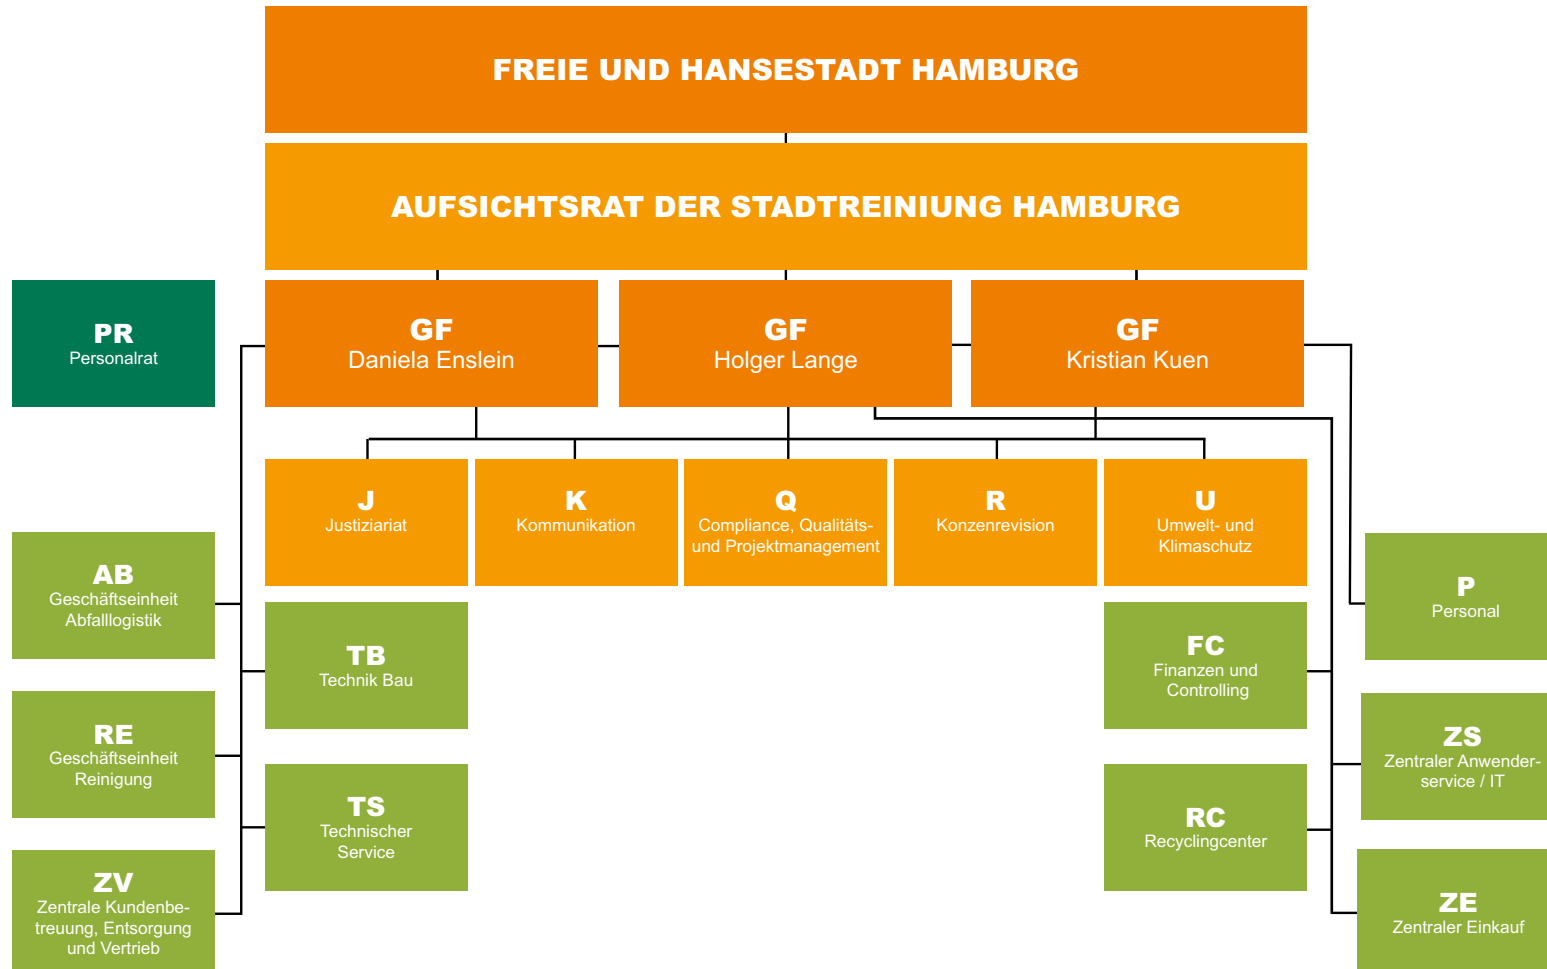 FREIE UND HANSESTADT HAMBURG
AUFSICHTSRAT DER STADTREINIUNG HAMBURG
PR
Personalrat
GF
Daniela Enslein
GF
Holger Lange
GF
Kristian Kuen
J
Justiziariat
K
Kommunikation
Q
Compliance, Qualitäts-
und Projektmanagement
R
Konzenrevision
U
Umwelt- und
Klimaschutz
AB
Geschäftseinheit
Abfalllogistik
TB
Technik Bau
FC
Finanzen und
Controlling
P
Personal
RE
Geschäftseinheit
Reinigung
TS
Technischer
Service
RC
Recyclingcenter
ZS
Zentraler Anwender-
service / IT
ZV
Zentrale Kundenbe-
treuung, Entsorgung
und Vertrieb
ZE
Zentraler Einkauf